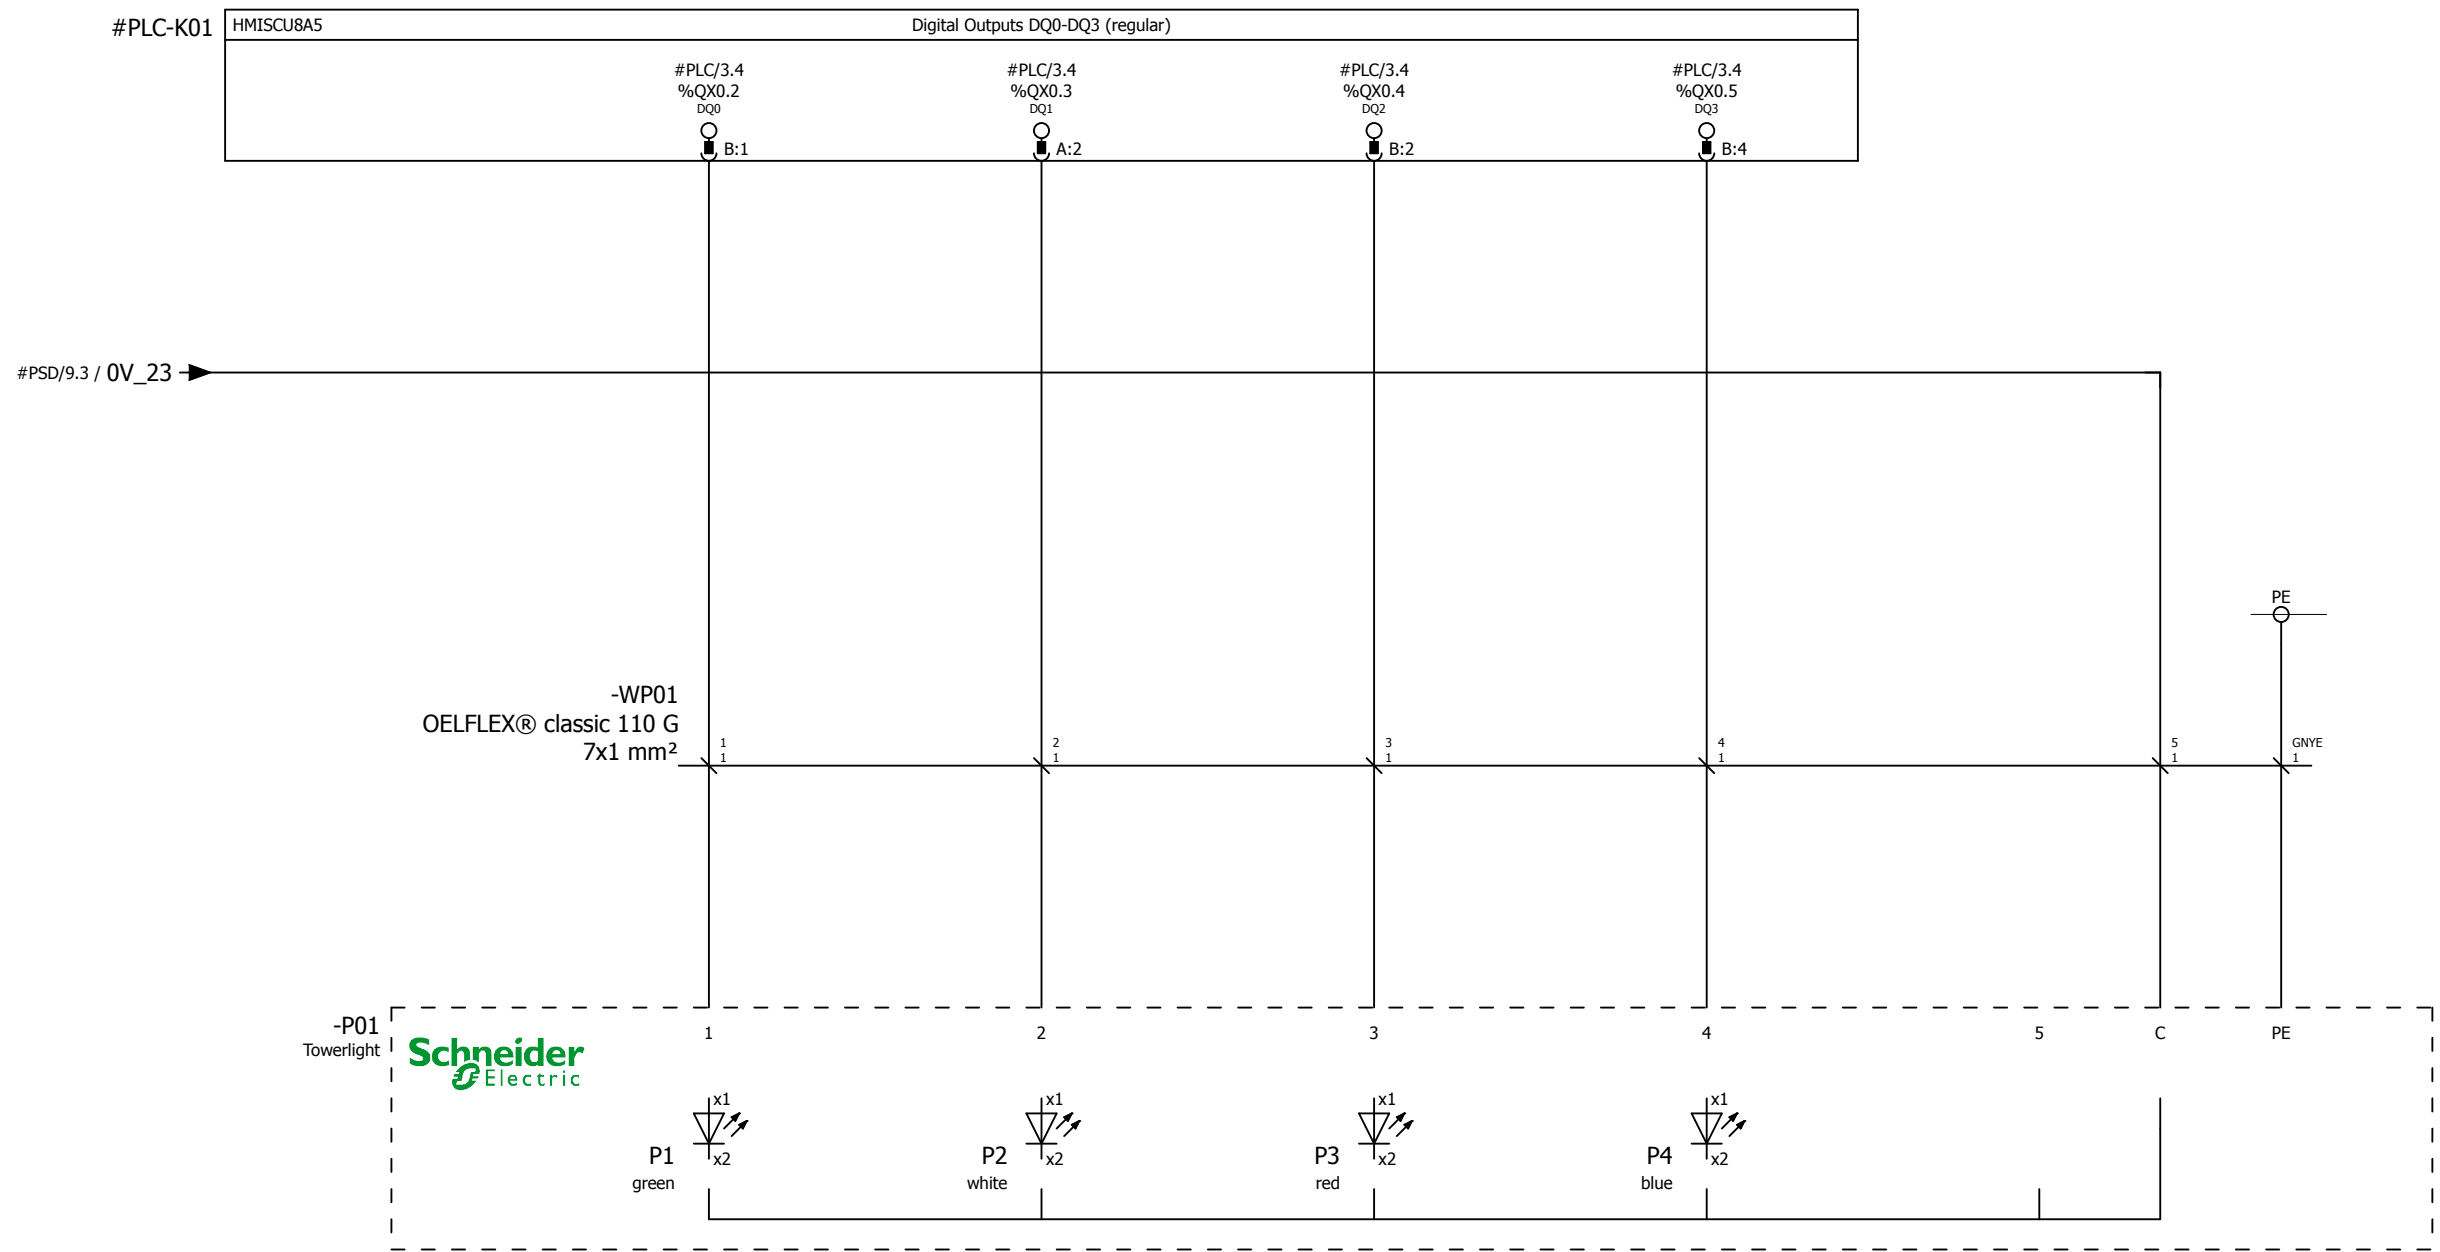 #PLC-K01
HMISCU8A5
Digital Outputs DQ0-DQ3 (regular)
#PLC/3.4
%QX0.2
DQ0
B:1
#PLC/3.4
%QX0.3
DQ1
A:2
#PLC/3.4
%QX0.4
DQ2
B:2
#PLC/3.4
%QX0.5
DQ3
B:4
#PSD/9.3 / 0V_23
PE
-WP01
OELFLEX® classic 110 G
7x1 mm²
1
1
2
1
3
1
4
1
5
1
GNYE
1
-P01
Towerlight
Schneider
Electric
1
2
3
4
5
C
PE
x1
P1
x2
green
x1
P2
x2
white
x1
P3
x2
red
x1
P4
x2
blue